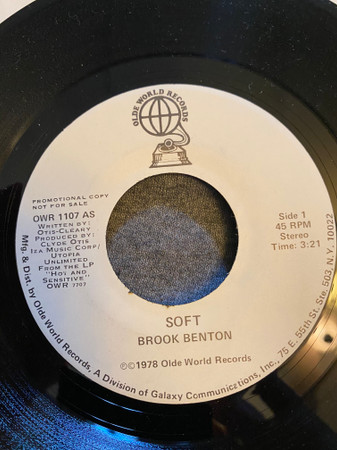 OLDE WORLD RECORDS
PROMOTIONAL COPY
NOT FOR SALE
OWR 1107 AS
WRITTEN BY:
OTIS-CLEARY
PRODUCED BY:
CLYDE OTIS
IZA MUSIC CORP/
UTOPIA
UNLIMITED
FROM THE LP
"HOT AND
SENSITIVE"
OWR 7707
Side 1
45 RPM
Stereo
Time: 3:21
SOFT
BROOK BENTON
Ⓟ©1978 Olde World Records
Mfg. & Dist. by Olde World Records, A Division of Galaxy Communications, Inc., 75 E. 55th St. Ste. 503, N.Y. 10022